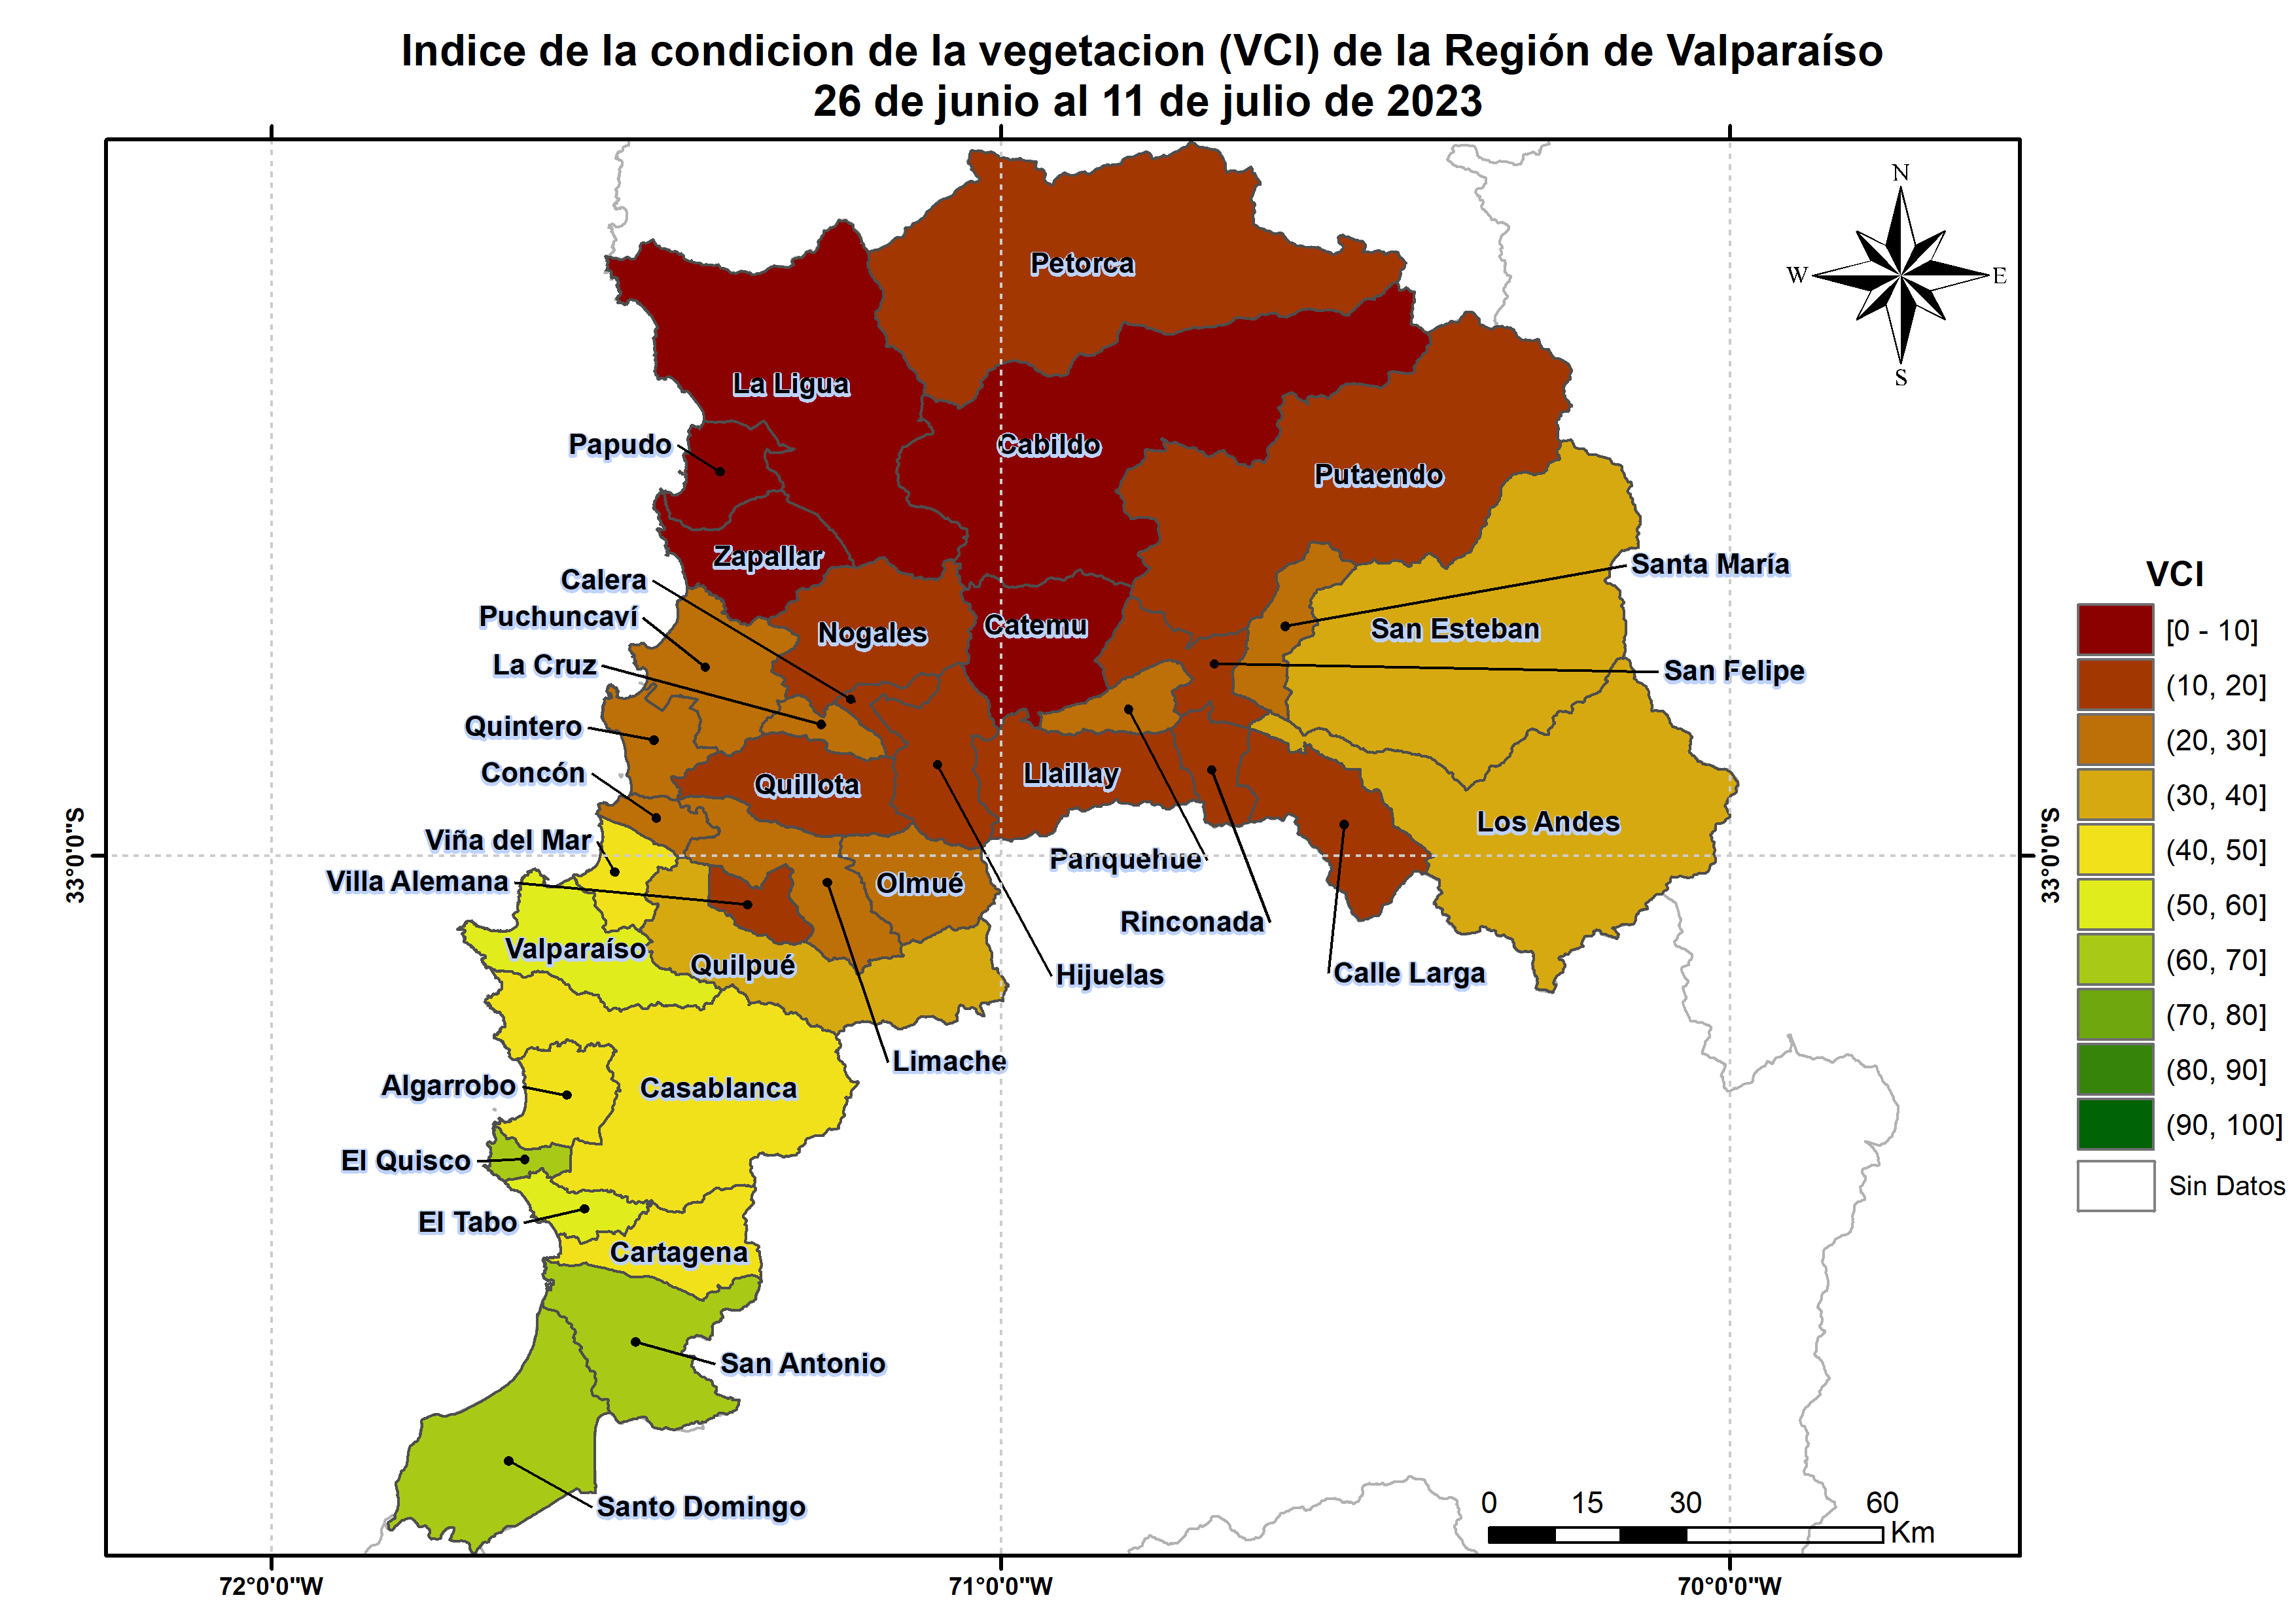 Indice de la condicion de la vegetacion (VCI) de la Región de Valparaíso
26 de junio al 11 de julio de 2023
N
W
E
S
Petorca
La Ligua
Papudo
Cabildo
Putaendo
Zapallar
Santa María
Calera
Puchuncaví
Nogales
Catemu
San Esteban
La Cruz
San Felipe
Quintero
Concón
Quillota
Llaillay
Los Andes
Viña del Mar
Panquehue
Villa Alemana
Olmué
Rinconada
Valparaíso
Quilpué
Hijuelas
Calle Larga
Limache
Algarrobo
Casablanca
El Quisco
El Tabo
Cartagena
San Antonio
Santo Domingo
VCI
[0 - 10]
(10, 20]
(20, 30]
(30, 40]
(40, 50]
(50, 60]
(60, 70]
(70, 80]
(80, 90]
(90, 100]
Sin Datos
33°0'0"S
33°0'0"S
0 15 30 60
Km
72°0'0"W
71°0'0"W
70°0'0"W